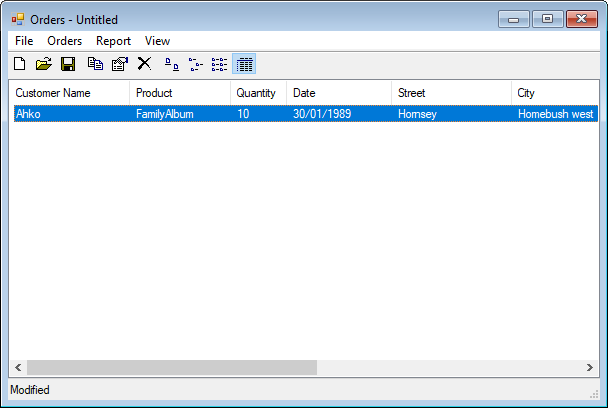 Orders - Untitled
File Orders Report View
Customer Name Product Quantity Date Street City
Ahko FamilyAlbum 10 30/01/1989 Hornsey Homebush west
Modified